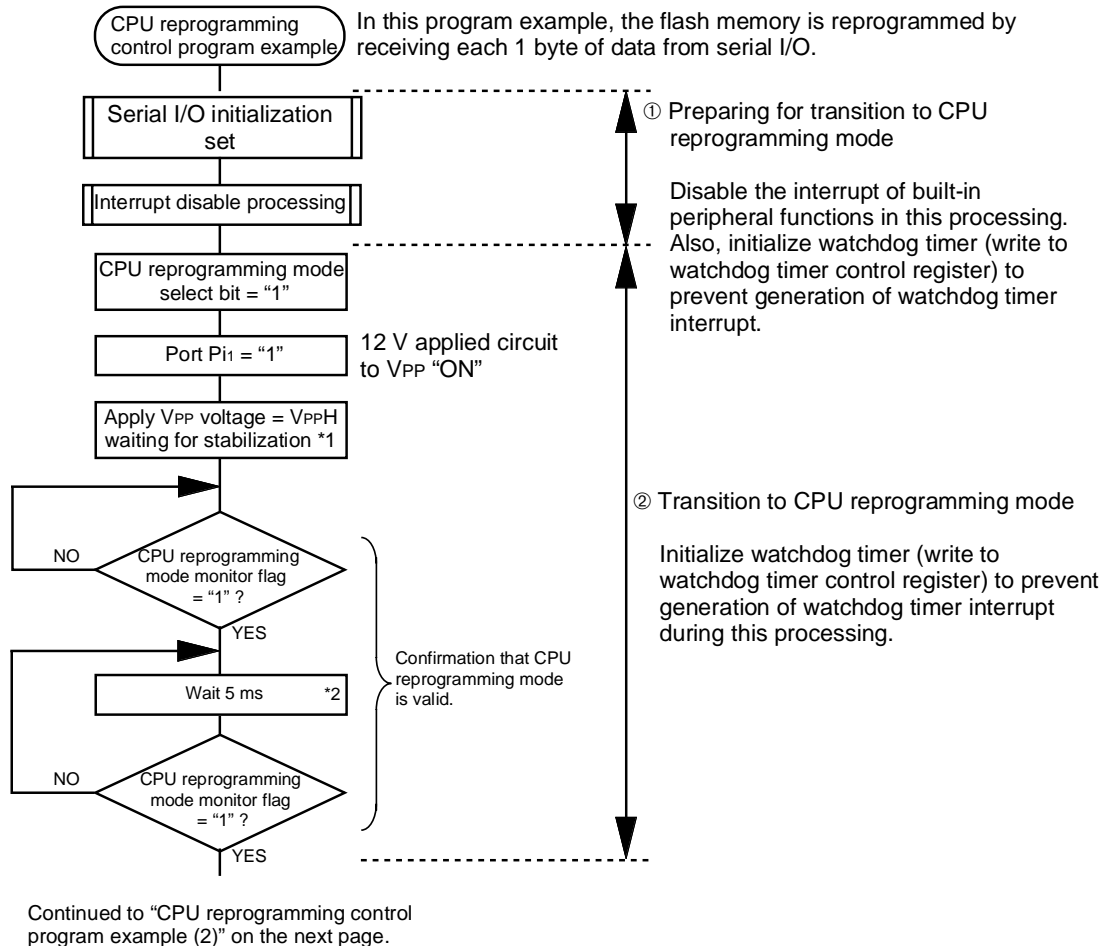 CPU reprogramming
control program example
In this program example, the flash memory is reprogrammed by
receiving each 1 byte of data from serial I/O.
Serial I/O initialization
set
Interrupt disable processing
① Preparing for transition to CPU
reprogramming mode
Disable the interrupt of built-in
peripheral functions in this processing.
Also, initialize watchdog timer (write to
watchdog timer control register) to
prevent generation of watchdog timer
interrupt.
CPU reprogramming mode
select bit = “1”
Port Pi1 = “1”
12 V applied circuit
to VPP “ON”
Apply VPP voltage = VPPH
waiting for stabilization *1
NO
CPU reprogramming
mode monitor flag
= “1” ?
YES
② Transition to CPU reprogramming mode
Initialize watchdog timer (write to
watchdog timer control register) to prevent
generation of watchdog timer interrupt
during this processing.
Wait 5 ms *2
Confirmation that CPU
reprogramming mode
is valid.
NO
CPU reprogramming
mode monitor flag
= “1” ?
YES
Continued to “CPU reprogramming control
program example (2)” on the next page.